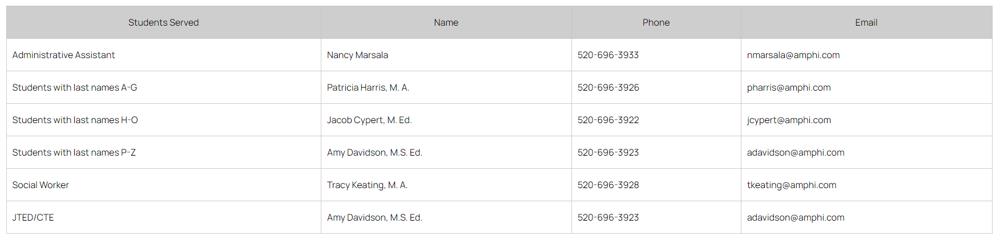 Students Served Name Phone Email
Administrative Assistant Nancy Marsala 520-696-3933 nmarsala@amphi.com
Students with last names A-G Patricia Harris, M. A. 520-696-3926 pharris@amphi.com
Students with last names H-O Jacob Cypert, M. Ed. 520-696-3922 jcypert@amphi.com
Students with last names P-Z Amy Davidson, M.S. Ed. 520-696-3923 adavidson@amphi.com
Social Worker Tracy Keating, M. A. 520-696-3928 tkeating@amphi.com
JTED/CTE Amy Davidson, M.S. Ed. 520-696-3923 adavidson@amphi.com